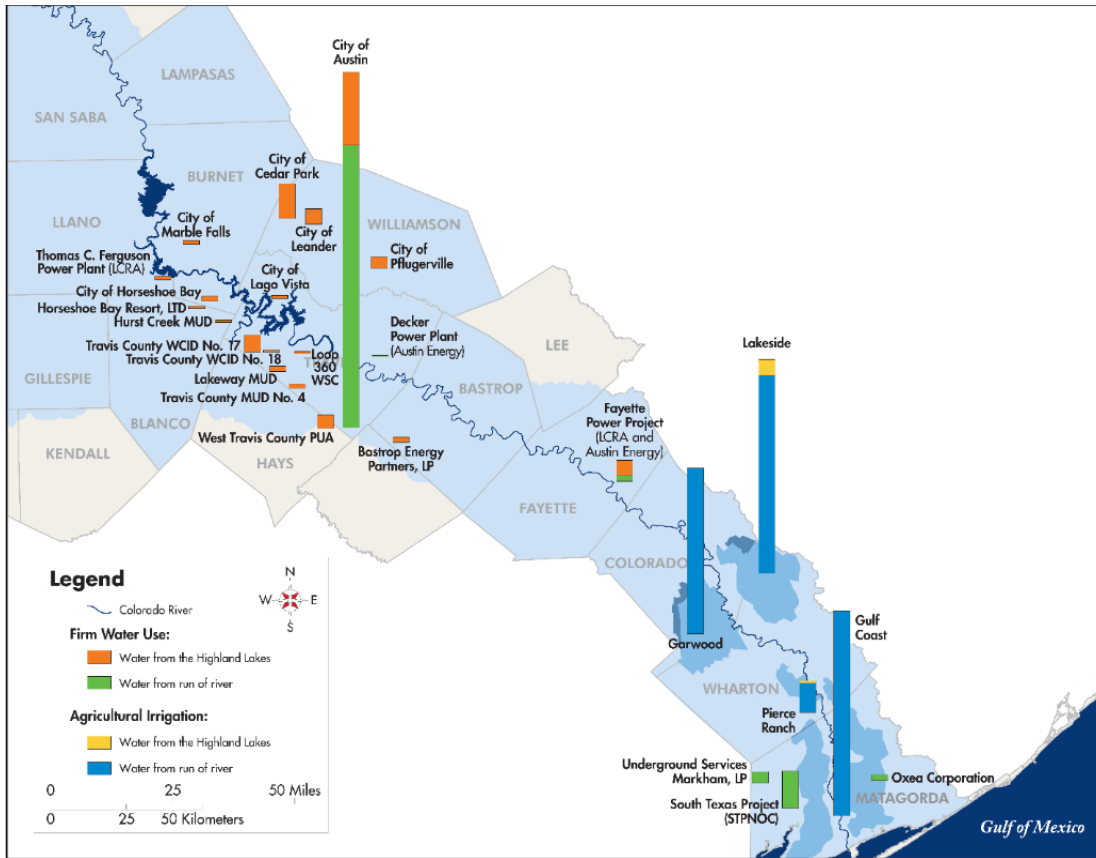 City of
Austin
LAMPASAS
SAN SABA
BURNET
City of
Cedar Park
LLANO
City of
Marble Falls
City of
Leander
WILLIAMSON
Thomas C. Ferguson
Power Plant (LCRA)
City of
Pflugerville
City of
Lago Vista
City of Horseshoe Bay
Horseshoe Bay Resort, LTD
Hurst Creek MUD
Decker
Power Plant
(Austin Energy)
LEE
Lakeside
Travis County WCID No. 17
Travis County WCID No. 18
Loop
360
WSC
Lakeway MUD
Travis County MUD No. 4
GILLESPIE
BASTROP
BLANCO
West Travis County PUA
KENDALL
HAYS
Bastrop Energy
Partners, LP
Fayette
Power Project
(LCRA and
Austin Energy)
FAYETTE
COLORADO
Garwood
Gulf
Coast
WHARTON
Pierce
Ranch
Underground Services
Markham, LP
South Texas Project
(STPNOC)
Oxea Corporation
MATAGORDA
Gulf of Mexico
Legend
N
W E
S
Colorado River
Firm Water Use:
Water from the Highland Lakes
Water from run of river
Agricultural Irrigation:
Water from the Highland Lakes
Water from run of river
0 25 50 Miles
0 25 50 Kilometers